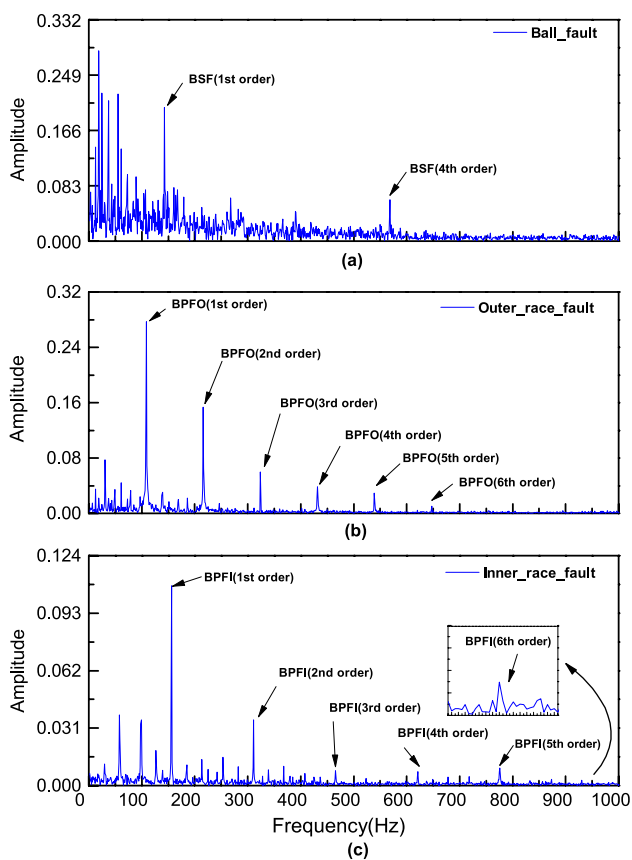 0.332
Ball_fault
0.249
BSF(1st order)
0.166
BSF(4th order)
0.083
0.000
Amplitude
(a)
0.32
BPFO(1st order)
Outer_race_fault
0.24
BPFO(2nd order)
0.16
BPFO(3rd order)
BPFO(4th order)
BPFO(5th order)
0.08
BPFO(6th order)
0.00
Amplitude
(b)
0.124
BPFI(1st order)
Inner_race_fault
0.093
BPFI(6th order)
0.062
BPFI(2nd order)
BPFI(3rd order)
0.031
BPFI(4th order)
BPFI(5th order)
0.000
Amplitude
0 100 200 300 400 500 600 700 800 900 1000
Frequency(Hz)
(c)